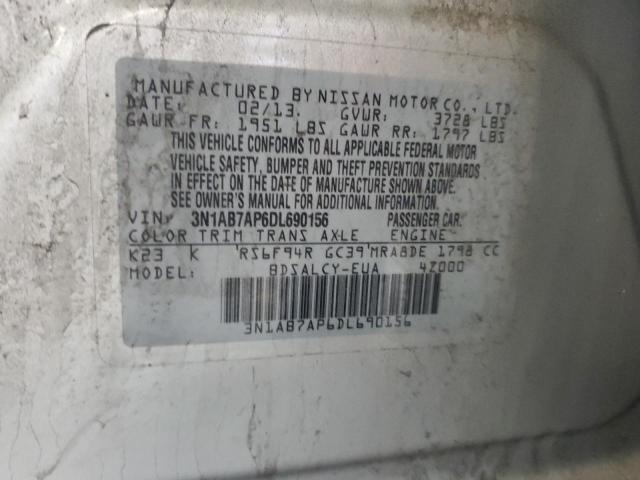 MANUFACTURED BY NISSAN MOTOR CO., LTD.
DATE: 02/13. GVWR: 3728 LBS
GAWR FR: 1951 LBS GAWR RR: 1797 LBS
THIS VEHICLE CONFORMS TO ALL APPLICABLE FEDERAL MOTOR
VEHICLE SAFETY, BUMPER AND THEFT PREVENTION STANDARDS
IN EFFECT ON THE DATE OF MANUFACTURE SHOWN ABOVE.
SEE OWNER'S MANUAL FOR ADDITIONAL INFORMATION.
VIN: 3N1AB7AP6DL690156 PASSENGER CAR.
COLOR TRIM TRANS AXLE ENGINE
K23 K RS6F94R GC39 MRA8DE 1798 CC
MODEL: BDSALCY-EUA 4Z000
3N1AB7AP6DL690156